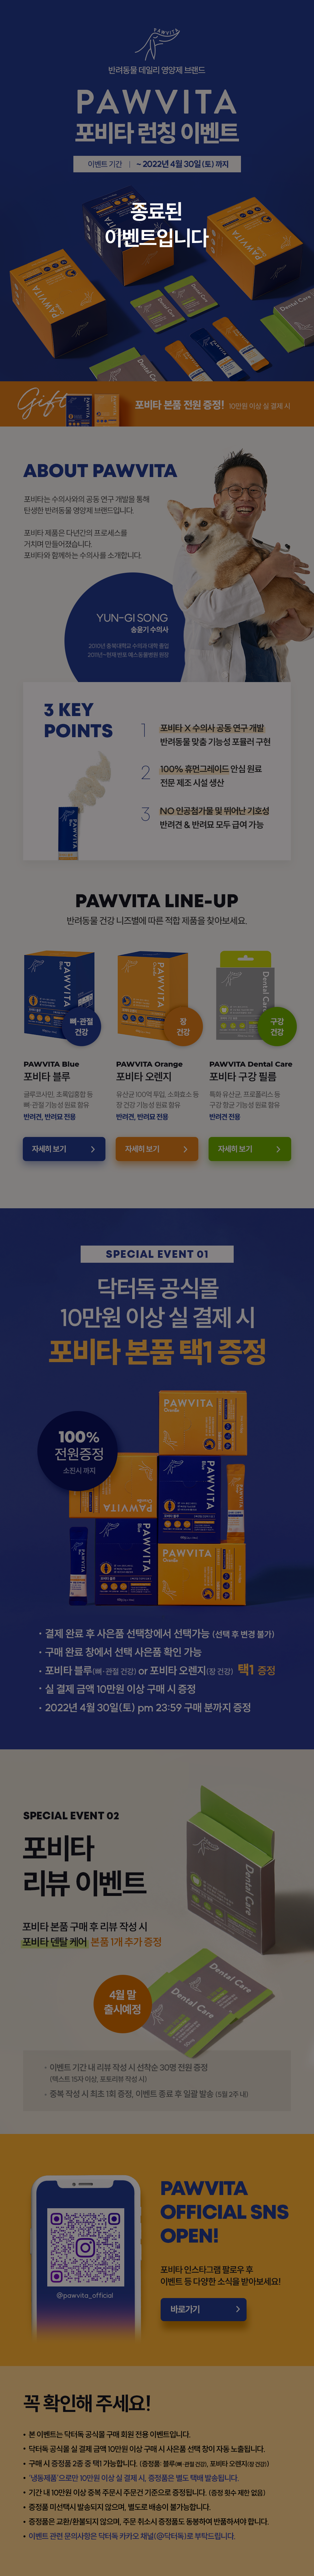 반려동물 데일리 영양제 브랜드
PAWVITA
포비타 런칭 이벤트
이벤트 기간 | ~ 2022년 4월 30일(토) 까지
종료된
이벤트입니다
PAWVITA
PAWVITA
PAWVITA
Dental Care
Dental Care
Gift
포비타 본품 전원 증정! 10만원 이상 실 결제 시
ABOUT PAWVITA
포비타는 수의사와의 공동 연구 개발을 통해
탄생한 반려동물 영양제 브랜드입니다.
포비타 제품은 다년간의 프로세스를
거치며 만들어졌습니다.
포비타와 함께하는 수의사를 소개합니다.
YUN-GI SONG
송윤기 수의사
3 KEY
POINTS
1 포비타 X 수의사 공동 연구 개발
반려동물 맞춤 기능성 포뮬러 구현
2 100% 휴먼그레이드 안심 원료
전문 제조 시설 생산
3 NO 인공첨가물 및 뛰어난 기호성
반려견 & 반려묘 모두 급여 가능
PAWVITA LINE-UP
반려동물 건강 니즈별에 따른 적합 제품을 찾아보세요.
PAWVITA
뼈·관절
건강
PAWVITA
장
건강
Dental Care
구강
건강
PAWVITA Blue
포비타 블루
글루코사민, 초록입홍합 등
뼈·관절 기능성 원료 함유
반려견, 반려묘 전용
자세히 보기
PAWVITA Orange
포비타 오렌지
유산균 100억 투입, 소화효소 등
장 건강 기능성 원료 함유
반려견, 반려묘 전용
자세히 보기
PAWVITA Dental Care
포비타 구강 필름
특화 유산균, 프로폴리스 등
구강 항균 기능성 원료 함유
반려견 전용
자세히 보기
SPECIAL EVENT 01
닥터독 공식몰
10만원 이상 실 결제 시
포비타 본품 택1 증정
100%
전원증정
소진시 까지
PAWVITA
Orange
PAWVITA
PAWVITA
Blue
PAWVITA
Blue
PAWVITA
Orange
• 결제 완료 후 사은품 선택창에서 선택가능 (선택 후 변경 불가)
• 구매 완료 창에서 선택 사은품 확인 가능
• 포비타 블루(뼈·관절 건강) or 포비타 오렌지(장 건강) 택1 증정
• 실 결제 금액 10만원 이상 구매 시 증정
• 2022년 4월 30일(토) pm 23:59 구매 분까지 증정
SPECIAL EVENT 02
포비타
리뷰 이벤트
포비타 본품 구매 후 리뷰 작성 시
포비타 덴탈 케어 본품 1개 추가 증정
Dental Care
4월 말
출시예정
Dental Care
Dental Care
• 이벤트 기간 내 리뷰 작성 시 선착순 30명 전원 증정
(텍스트 15자 이상, 포토리뷰 작성 시)
• 중복 작성 시 최초 1회 증정, 이벤트 종료 후 일괄 발송 (5월 2주 내)
@pawvita_official
PAWVITA
OFFICIAL SNS
OPEN!
포비타 인스타그램 팔로우 후
이벤트 등 다양한 소식을 받아보세요!
바로가기
꼭 확인해 주세요!
• 본 이벤트는 닥터독 공식몰 구매 회원 전용 이벤트입니다.
• 닥터독 공식몰 실 결제 금액 10만원 이상 구매 시 사은품 선택 창이 자동 노출됩니다.
• 구매 시 증정품 2종 중 택1 가능합니다. (증정품: 블루(뼈·관절 건강), 포비타 오렌지(장 건강))
• '냉동제품'으로만 10만원 이상 실 결제 시, 증정품은 별도 택배 발송됩니다.
• 기간 내 10만원 이상 중복 주문시 주문건 기준으로 증정됩니다. (증정 횟수 제한 없음)
• 증정품 미선택시 발송되지 않으며, 별도로 배송이 불가능합니다.
• 증정품은 교환/환불되지 않으며, 주문 취소시 증정품도 동봉하여 반품하셔야 합니다.
• 이벤트 관련 문의사항은 닥터독 카카오 채널(@닥터독)로 부탁드립니다.